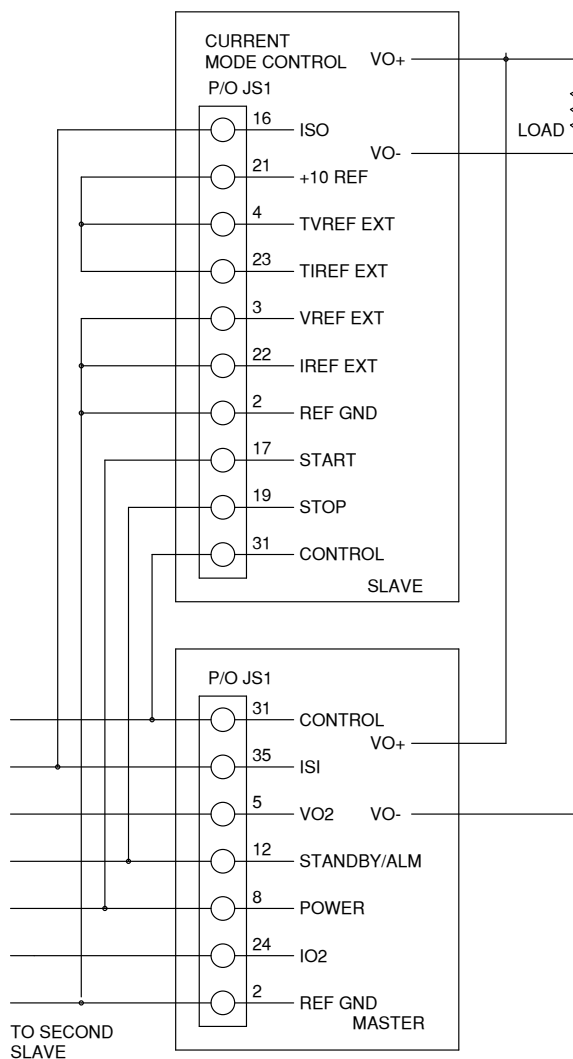 CURRENT
MODE CONTROL
VO+
P/O JS1
16 ISO
LOAD
VO-
21 +10 REF
4 TVREF EXT
23 TIREF EXT
3 VREF EXT
22 IREF EXT
2 REF GND
17 START
19 STOP
31 CONTROL
SLAVE
P/O JS1
31 CONTROL
VO+
35 ISI
5 VO2 VO-
12 STANDBY/ALM
8 POWER
24 IO2
2 REF GND
MASTER
TO SECOND
SLAVE